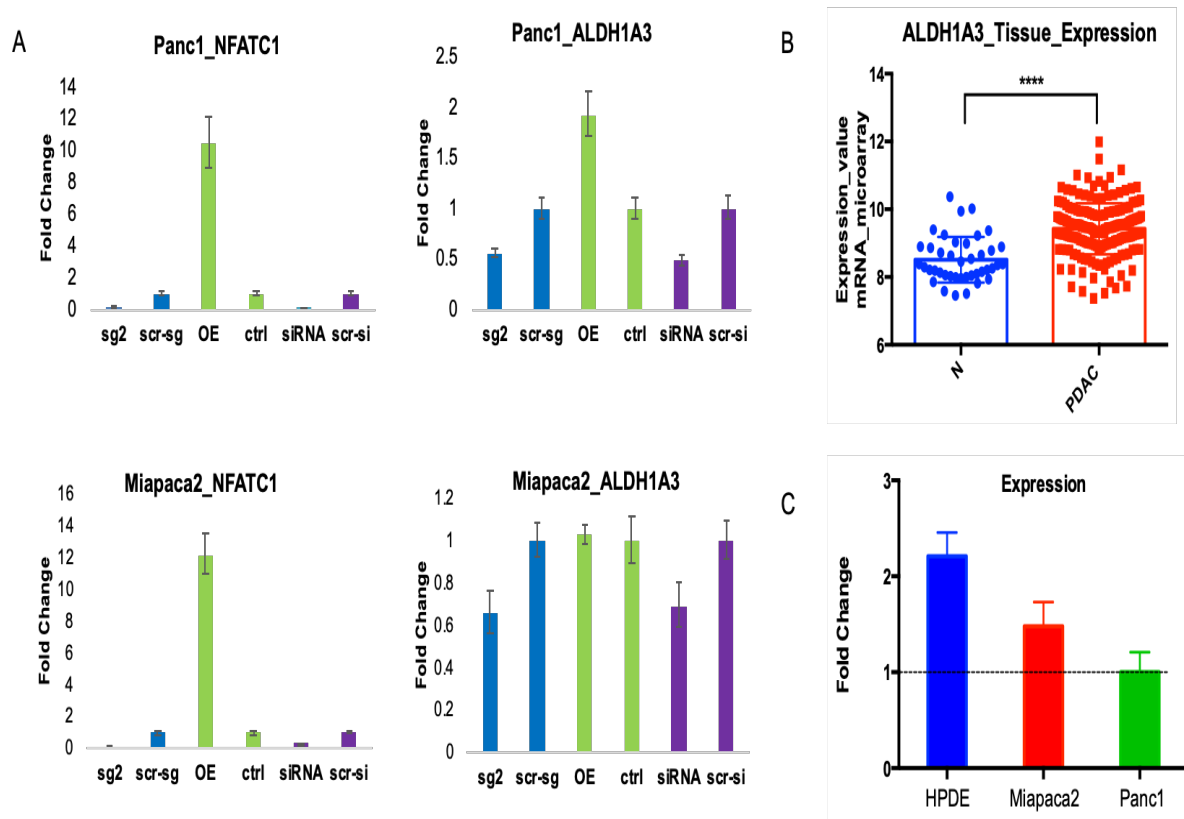 A
Panc1_NFATC1
Fold Change
14
12
10
8
6
4
2
0
sg2 scr-sg OE ctrl siRNA scr-si
Panc1_ALDH1A3
Fold Change
2.5
2
1.5
1
0.5
0
sg2 scr-sg OE ctrl siRNA scr-si
B
ALDH1A3_Tissue_Expression
Expression_value
mRNA_microarray
14
12
10
8
6
****
N PDAC
Miapaca2_NFATC1
Fold Change
16
14
12
10
8
6
4
2
0
sg2 scr-sg OE ctrl siRNA scr-si
Miapaca2_ALDH1A3
Fold Change
1.2
1
0.8
0.6
0.4
0.2
0
sg2 scr-sg OE ctrl siRNA scr-si
C
Expression
Fold Change
3
2
1
0
HPDE Miapaca2 Panc1